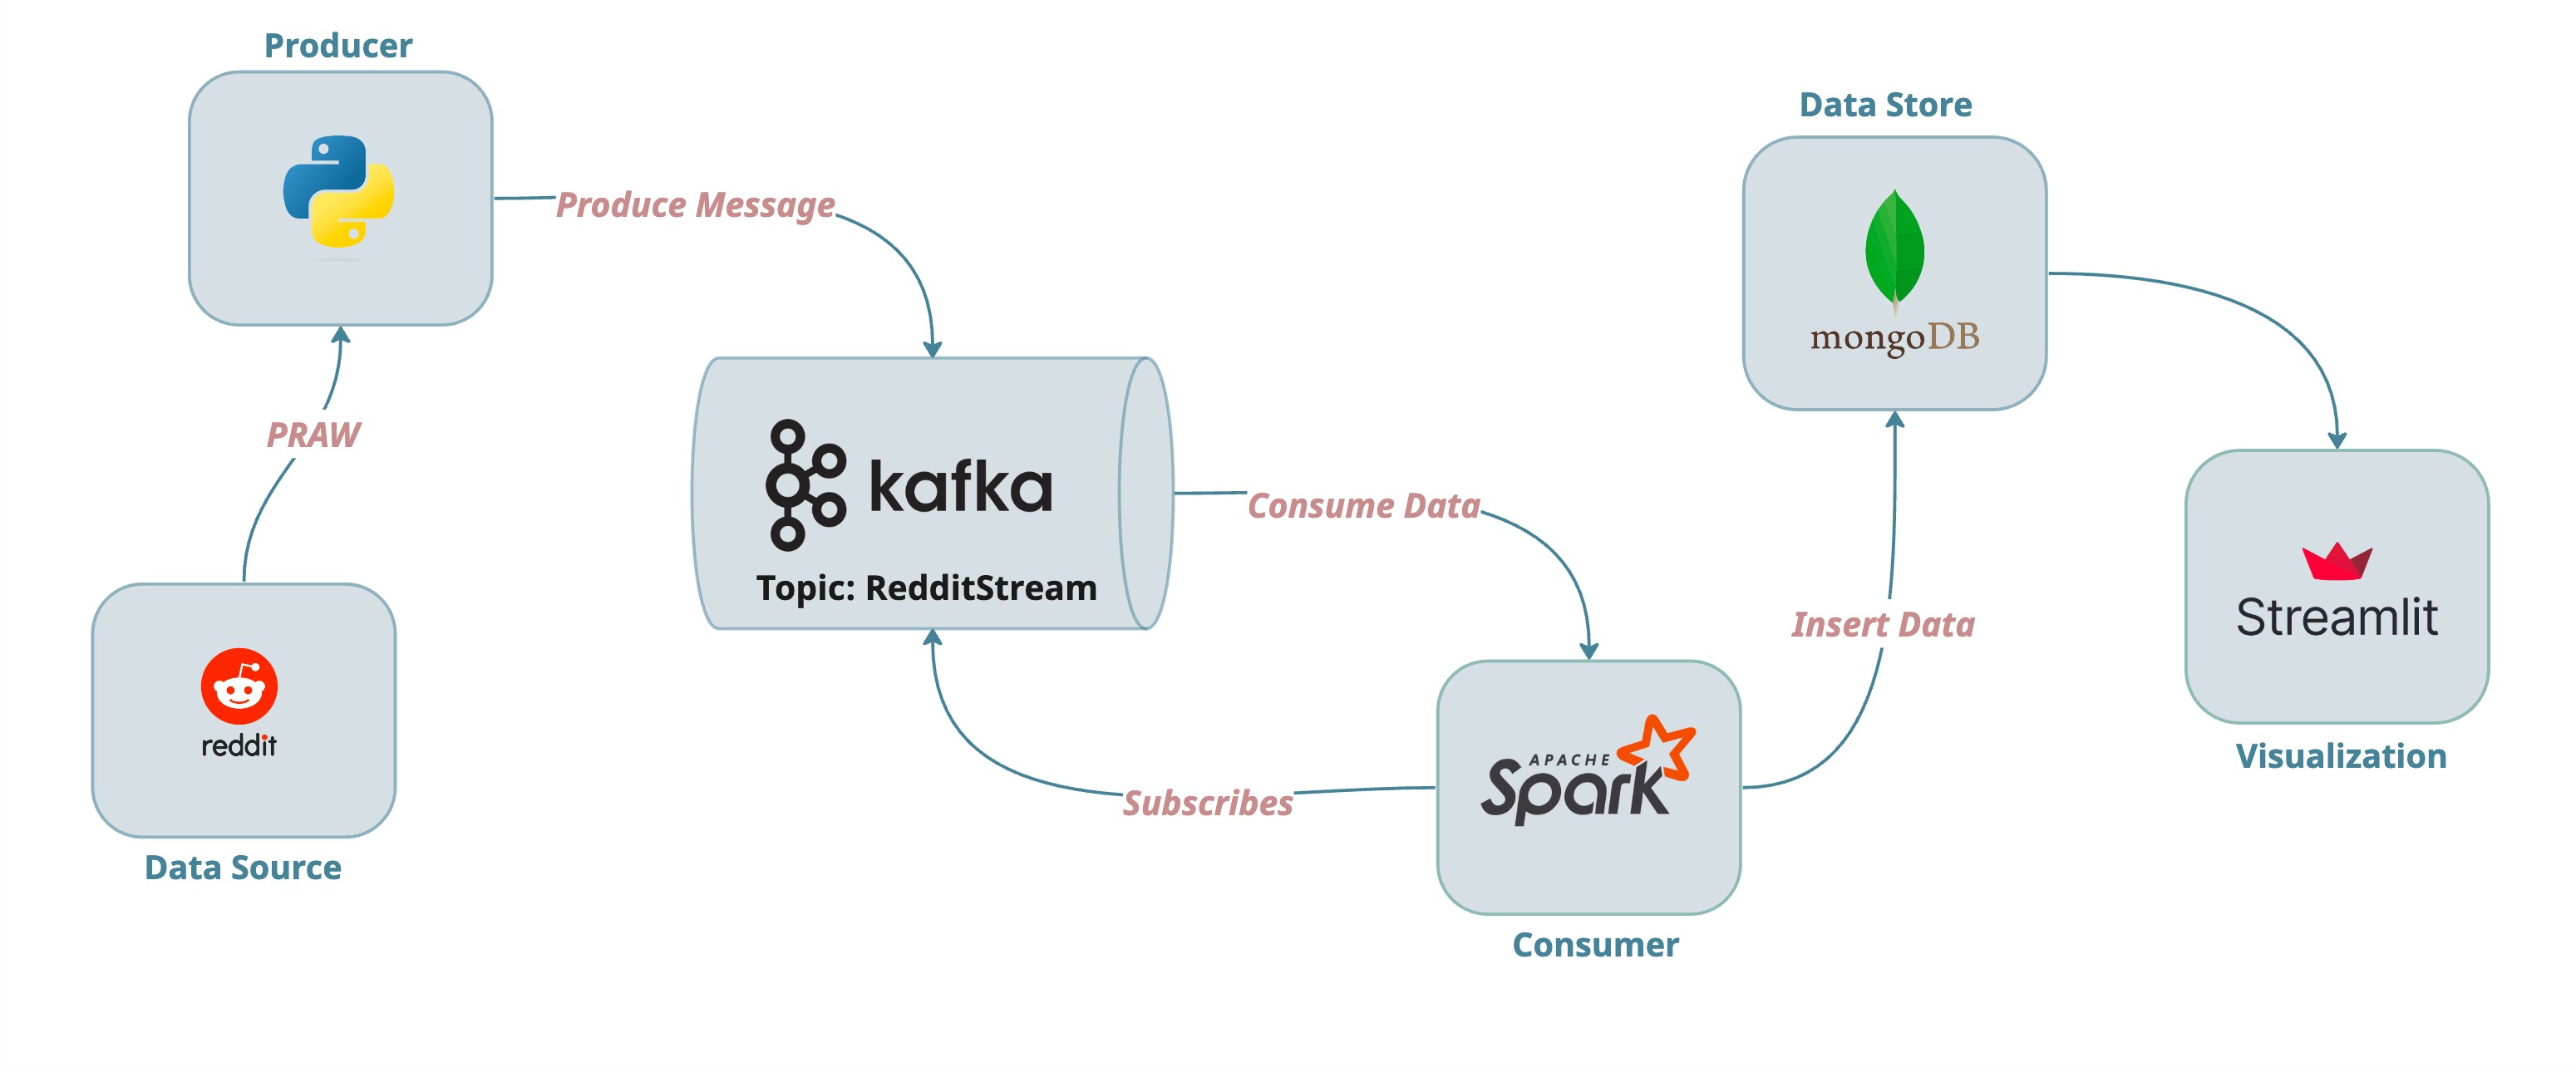 Producer
Produce Message
PRAW
reddit
Data Source
kafka
Topic: RedditStream
Consume Data
Subscribes
APACHE
Spark
Consumer
Insert Data
Data Store
mongoDB
Streamlit
Visualization